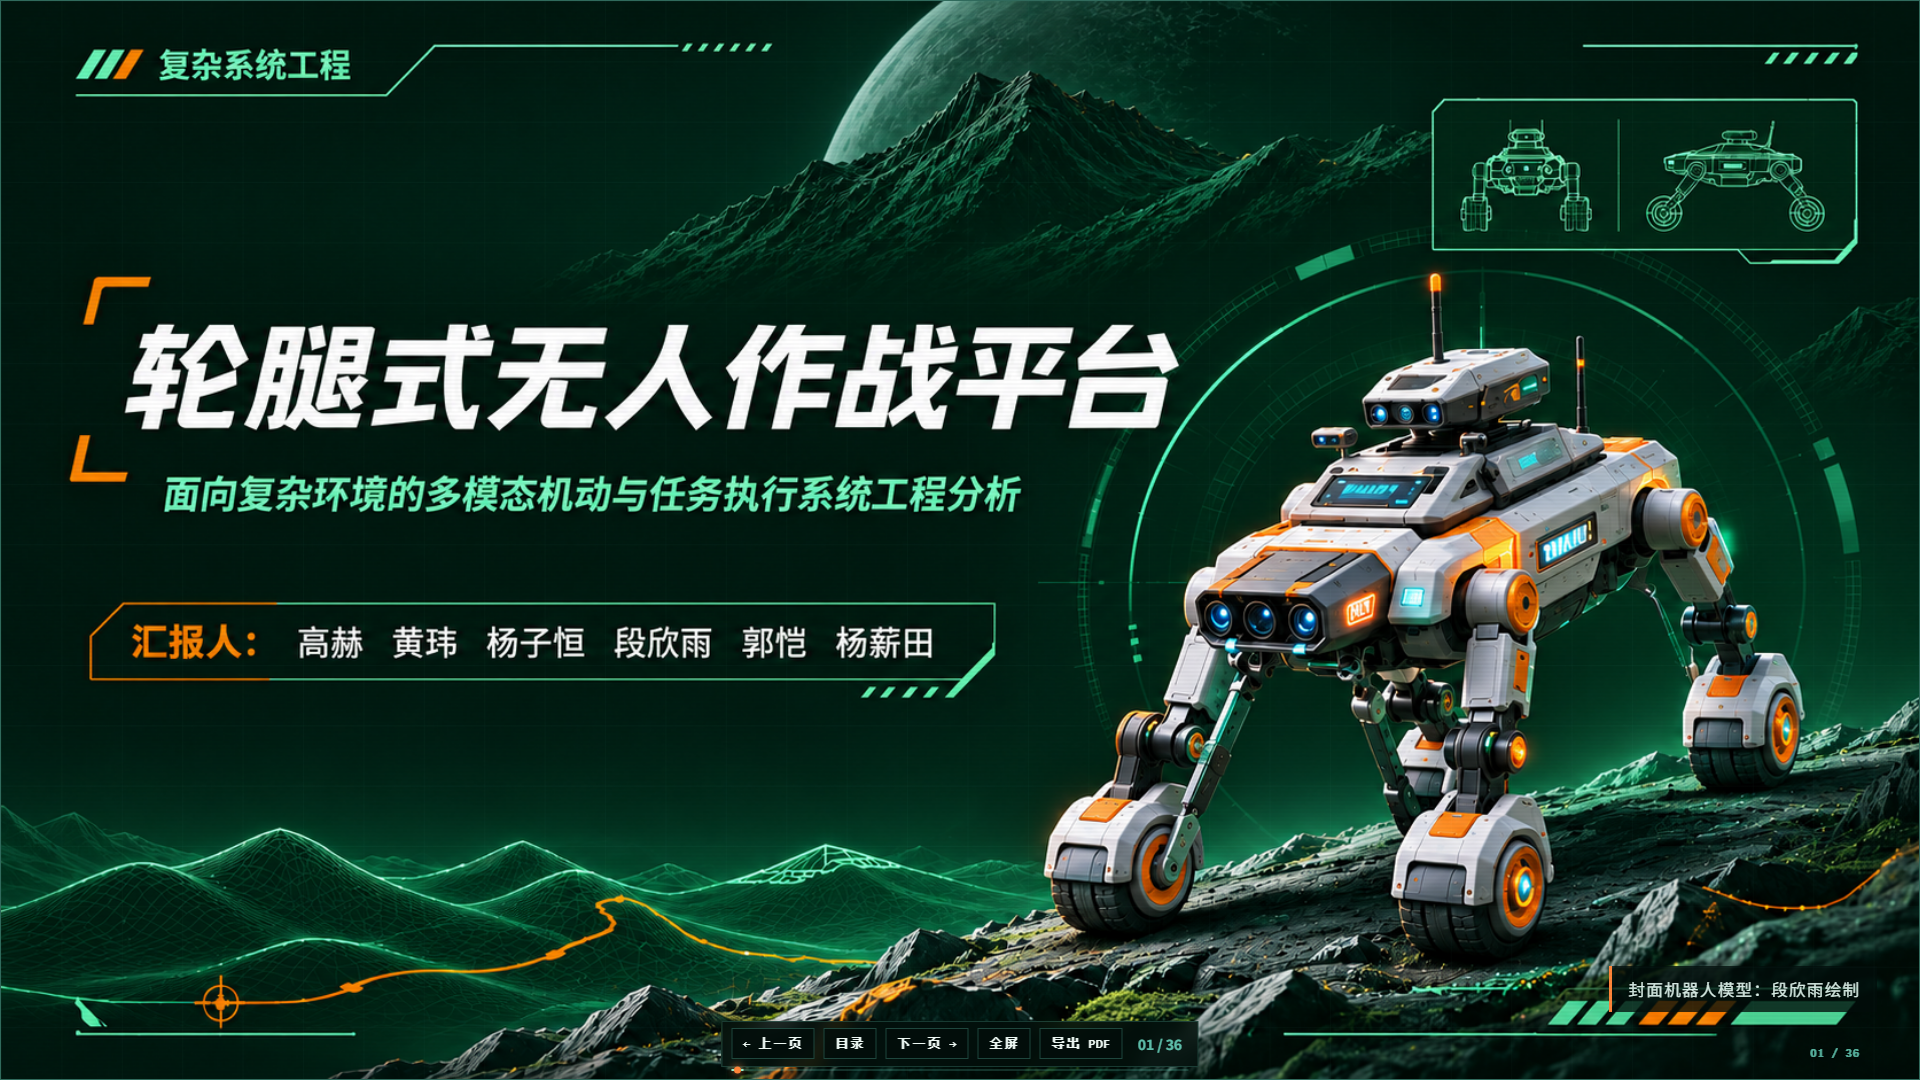 复杂系统工程
轮腿式无人作战平台
面向复杂环境的多模态机动与任务执行系统工程分析
汇报人： 高赫 黄玮 杨子恒 段欣雨 郭恺 杨薪田
封面机器人模型：段欣雨绘制
← 上一页 目录 下一页 → 全屏 导出 PDF 01 / 36
01 / 36